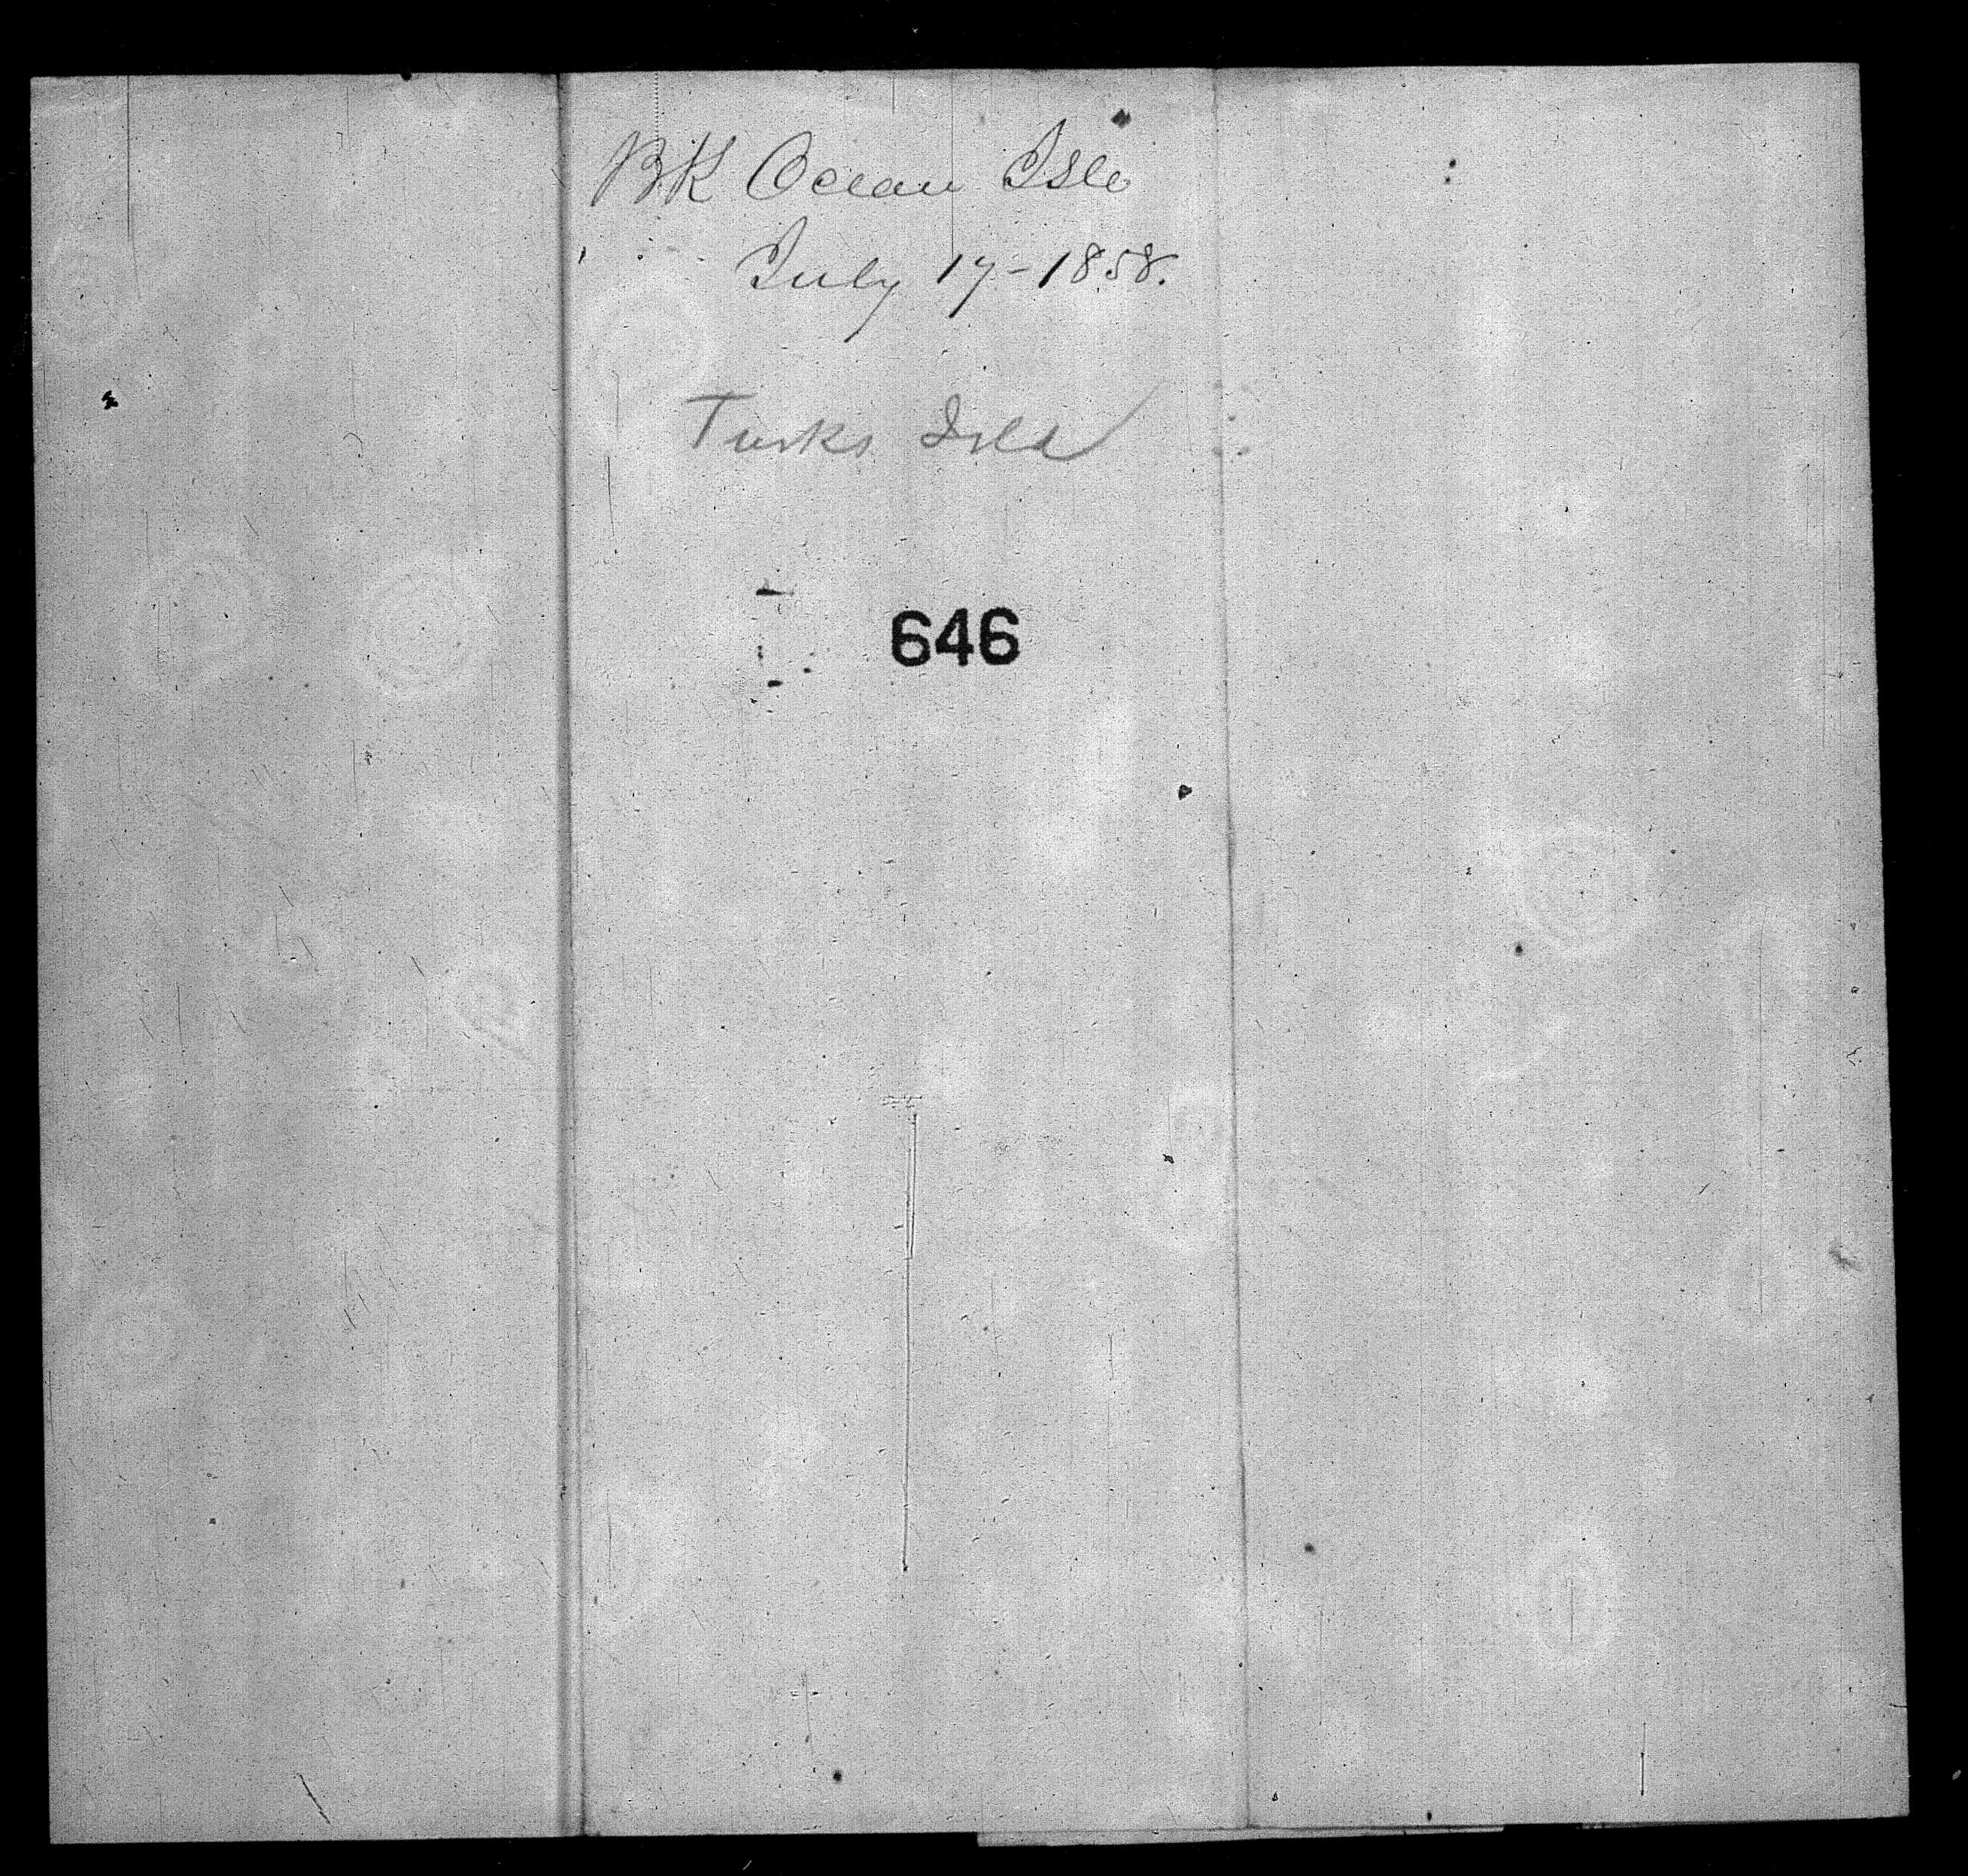 BK Ocean Isle
July 17-1858.
Turks Isld
646